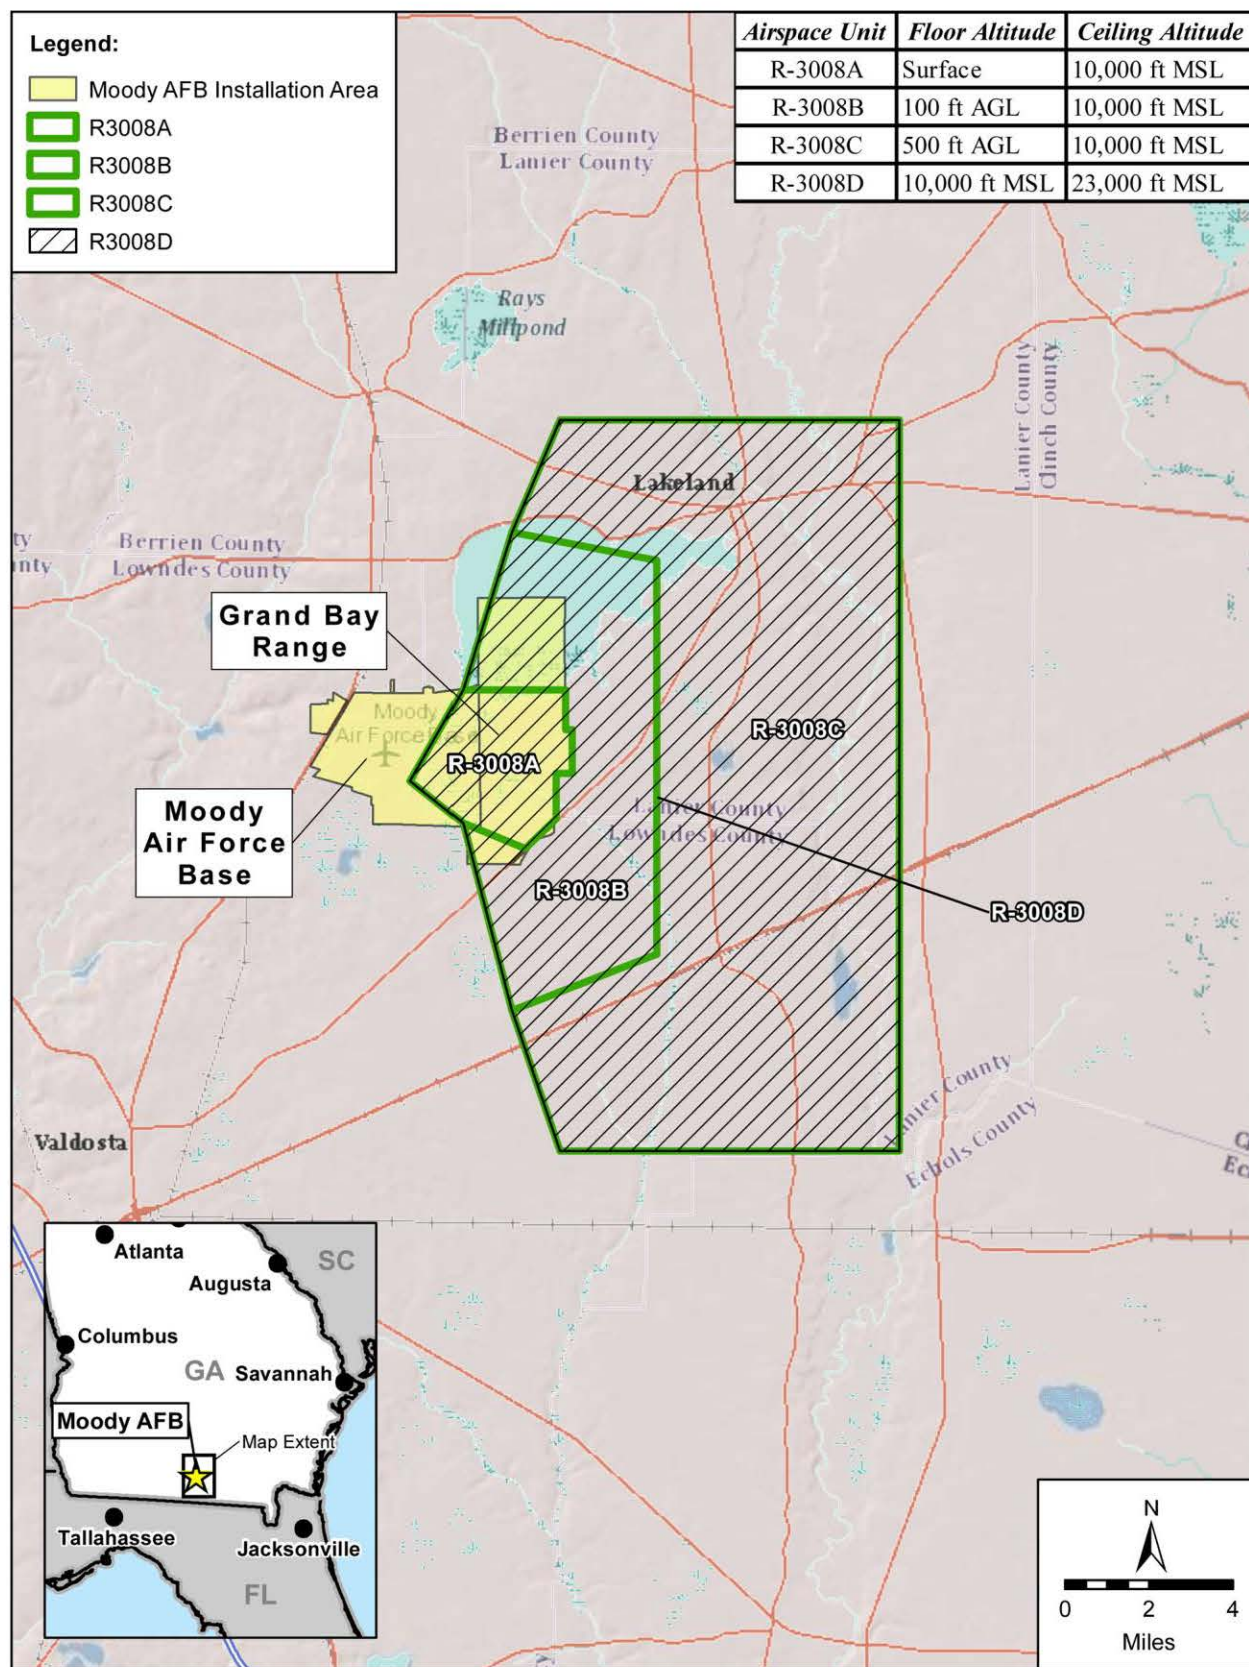 Legend:
Moody AFB Installation Area
R3008A
R3008B
R3008C
R3008D
Airspace Unit Floor Altitude Ceiling Altitude
R-3008A Surface 10,000 ft MSL
R-3008B 100 ft AGL 10,000 ft MSL
R-3008C 500 ft AGL 10,000 ft MSL
R-3008D 10,000 ft MSL 23,000 ft MSL
Berrien County
Lanier County
Rays
Millpond
Lanier County
Clinch County
Lakeland
ty
unty
Berrien County
Lowndes County
Grand Bay
Range
Moody
Air Force Base
R-3008A
R-3008C
Moody
Air Force
Base
Lanier County
Lowndes County
R-3008B
R-3008D
Lanier County
Echols County
Valdosta
Atlanta
Augusta
SC
Columbus
GA
Savannah
Moody AFB
Map Extent
Tallahassee
Jacksonville
FL
N
0 2 4
Miles